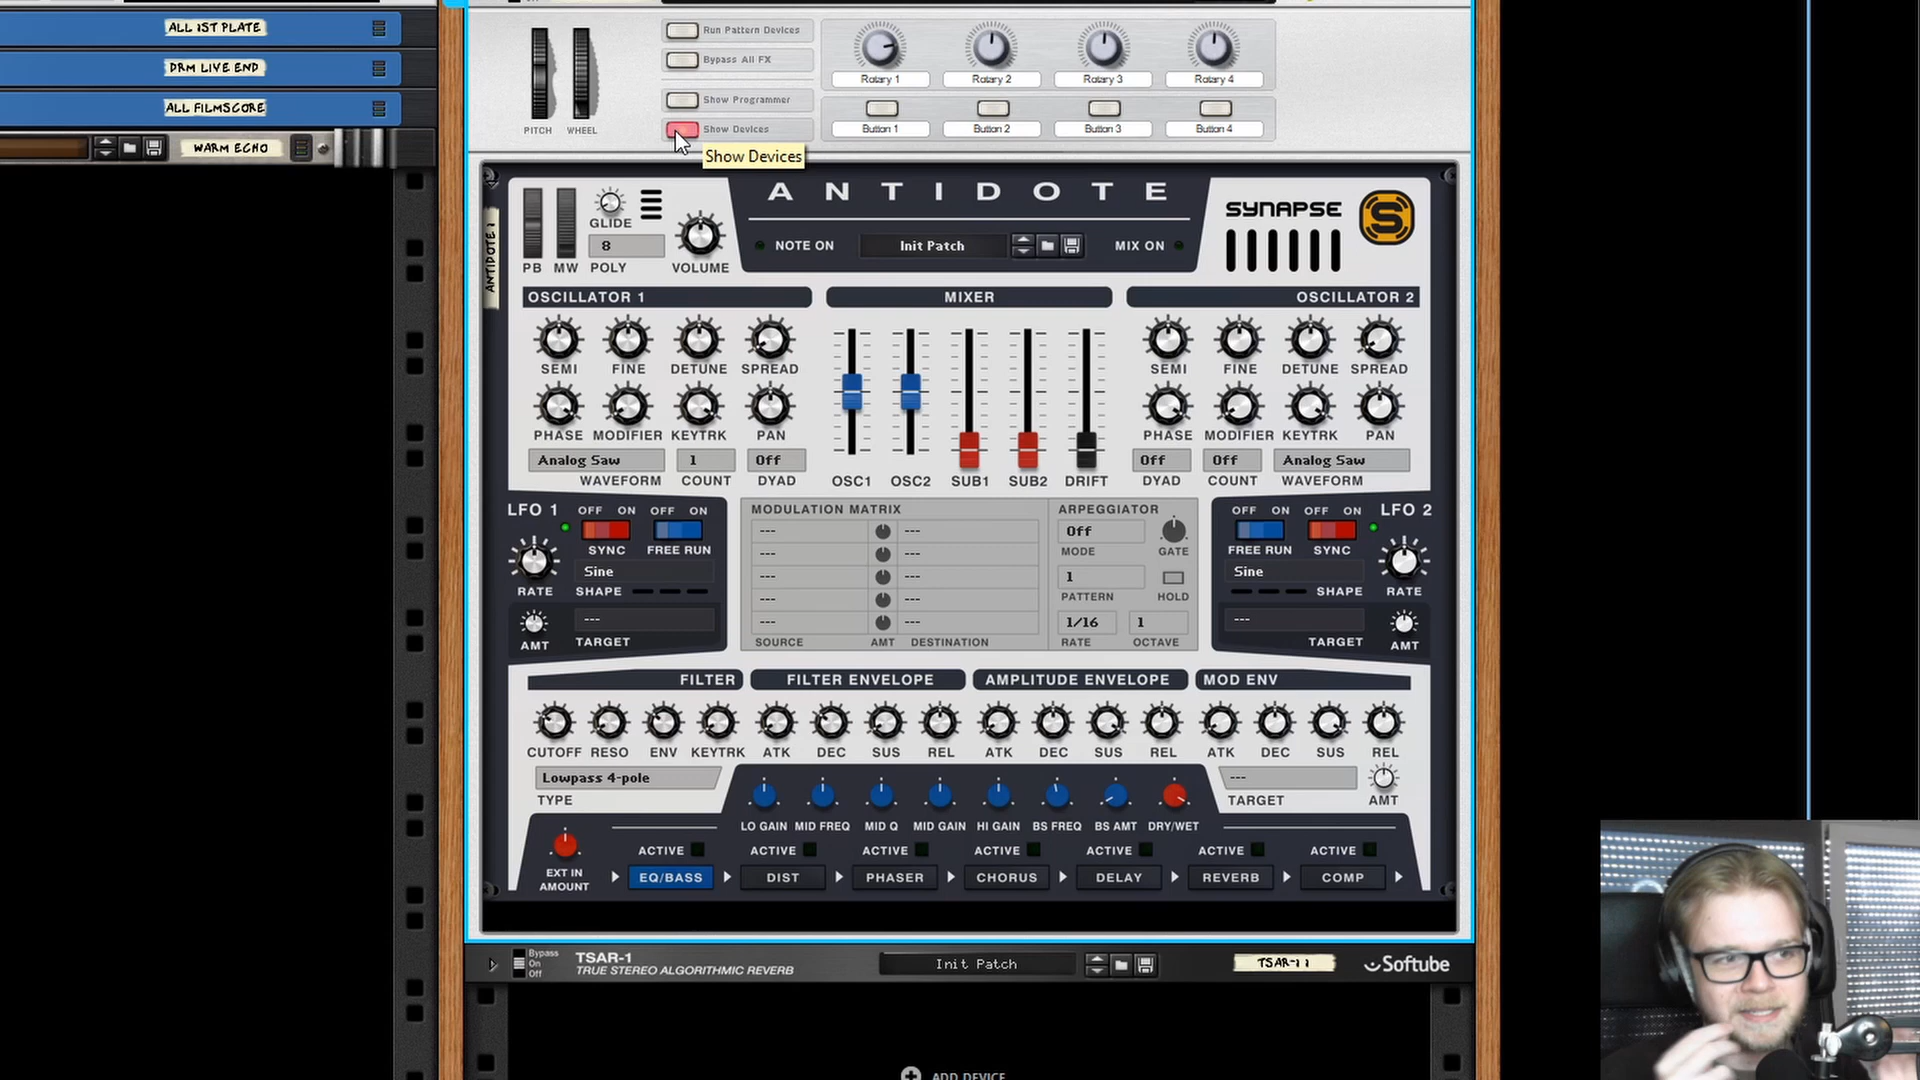 ALL 1ST PLATE
DRM LIVE END
ALL FILMSCORE
WARM ECHO
PITCH WHEEL
Run Pattern Devices
Bypass All FX
Show Programmer
Show Devices
Show Devices
Rotary 1 Rotary 2 Rotary 3 Rotary 4
Button 1 Button 2 Button 3 Button 4
ANTIDOTE 1
ANTIDOTE
SYNAPSE
S
GLIDE
8
PB MW POLY VOLUME
NOTE ON Init Patch MIX ON
OSCILLATOR 1 MIXER OSCILLATOR 2
SEMI FINE DETUNE SPREAD SEMI FINE DETUNE SPREAD
PHASE MODIFIER KEYTRK PAN PHASE MODIFIER KEYTRK PAN
Analog Saw 1 Off Off Off Analog Saw
WAVEFORM COUNT DYAD OSC1 OSC2 SUB1 SUB2 DRIFT DYAD COUNT WAVEFORM
LFO 1 OFF ON OFF ON MODULATION MATRIX ARPEGGIATOR OFF ON OFF ON LFO 2
--- --- Off
SYNC FREE RUN MODE GATE FREE RUN SYNC
--- ---
Sine --- --- 1 Sine
RATE SHAPE PATTERN HOLD SHAPE RATE
--- --- --- ---
--- --- 1/16 1
AMT TARGET SOURCE AMT DESTINATION RATE OCTAVE TARGET AMT
FILTER FILTER ENVELOPE AMPLITUDE ENVELOPE MOD ENV
CUTOFF RESO ENV KEYTRK ATK DEC SUS REL ATK DEC SUS REL ATK DEC SUS REL
Lowpass 4-pole ---
TYPE TARGET AMT
LO GAIN MID FREQ MID Q MID GAIN HI GAIN BS FREQ BS AMT DRY/WET
ACTIVE ACTIVE ACTIVE ACTIVE ACTIVE ACTIVE ACTIVE
EXT IN AMOUNT EQ/BASS DIST PHASER CHORUS DELAY REVERB COMP
Bypass
On
Off
TSAR-1
TRUE STEREO ALGORITHMIC REVERB
Init Patch
TSAR-1 1
Softube
ADD DEVICE